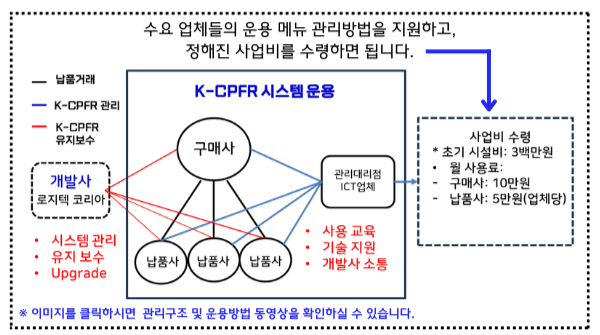 수요 업체들의 운용 메뉴 관리방법을 지원하고,
정해진 사업비를 수령하면 됩니다.
납품거래
K-CPFR 관리
K-CPFR
유지보수
K-CPFR 시스템 운용
구매사
개발사
로지텍 코리아
관리대리점
ICT업체
사업비 수령
* 초기 시설비: 3백만원
• 월 사용료:
- 구매사: 10만원
- 납품사: 5만원(업체당)
• 시스템 관리
• 유지 보수
• Upgrade
납품사
납품사
납품사
• 사용 교육
• 기술 지원
• 개발사 소통
※ 이미지를 클릭하시면 관리구조 및 운용방법 동영상을 확인하실 수 있습니다.